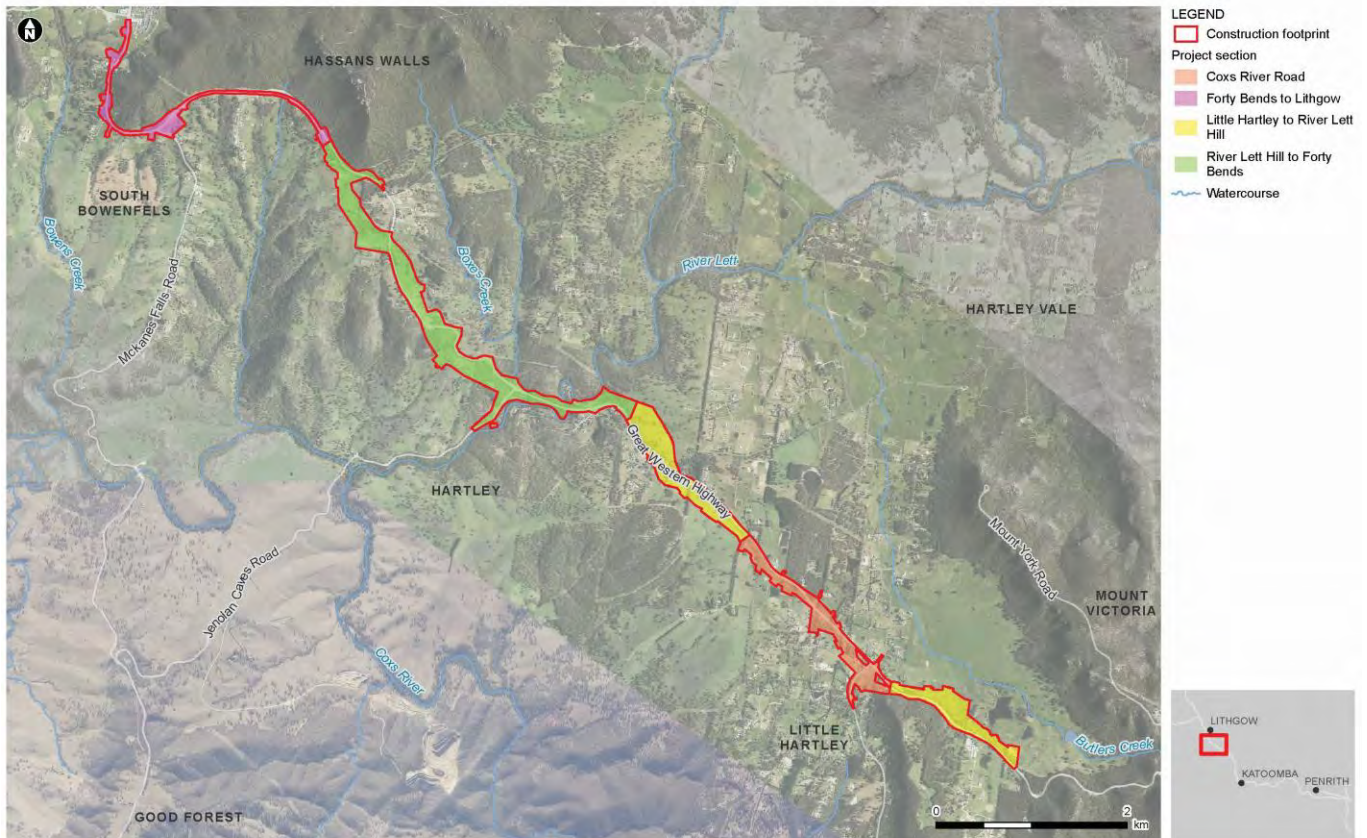 N
HASSANS WALLS
SOUTH
BOWENFELS
Bowens Creek
Mckanes Falls Road
Boxes Creek
River Lett
HARTLEY VALE
Great Western Highway
HARTLEY
Jenolan Caves Road
Coxs River
Mount York Road
MOUNT
VICTORIA
LITTLE
HARTLEY
Butlers Creek
GOOD FOREST
0 2
km
LEGEND
Construction footprint
Project section
Coxs River Road
Forty Bends to Lithgow
Little Hartley to River Lett
Hill
River Lett Hill to Forty
Bends
Watercourse
LITHGOW
KATOOMBA
PENRITH